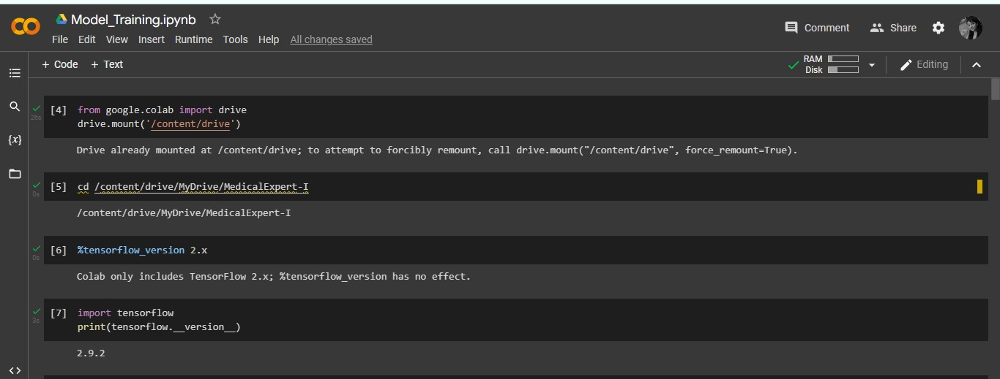 Model_Training.ipynb
File Edit View Insert Runtime Tools Help All changes saved
Comment Share
+ Code + Text
RAM
Disk
Editing
[4] from google.colab import drive
26s
drive.mount('/content/drive')
Drive already mounted at /content/drive; to attempt to forcibly remount, call drive.mount("/content/drive", force_remount=True).
{x}
[5] cd /content/drive/MyDrive/MedicalExpert-I
0s
/content/drive/MyDrive/MedicalExpert-I
[6] %tensorflow_version 2.x
0s
Colab only includes TensorFlow 2.x; %tensorflow_version has no effect.
[7] import tensorflow
3s
print(tensorflow.__version__)
2.9.2